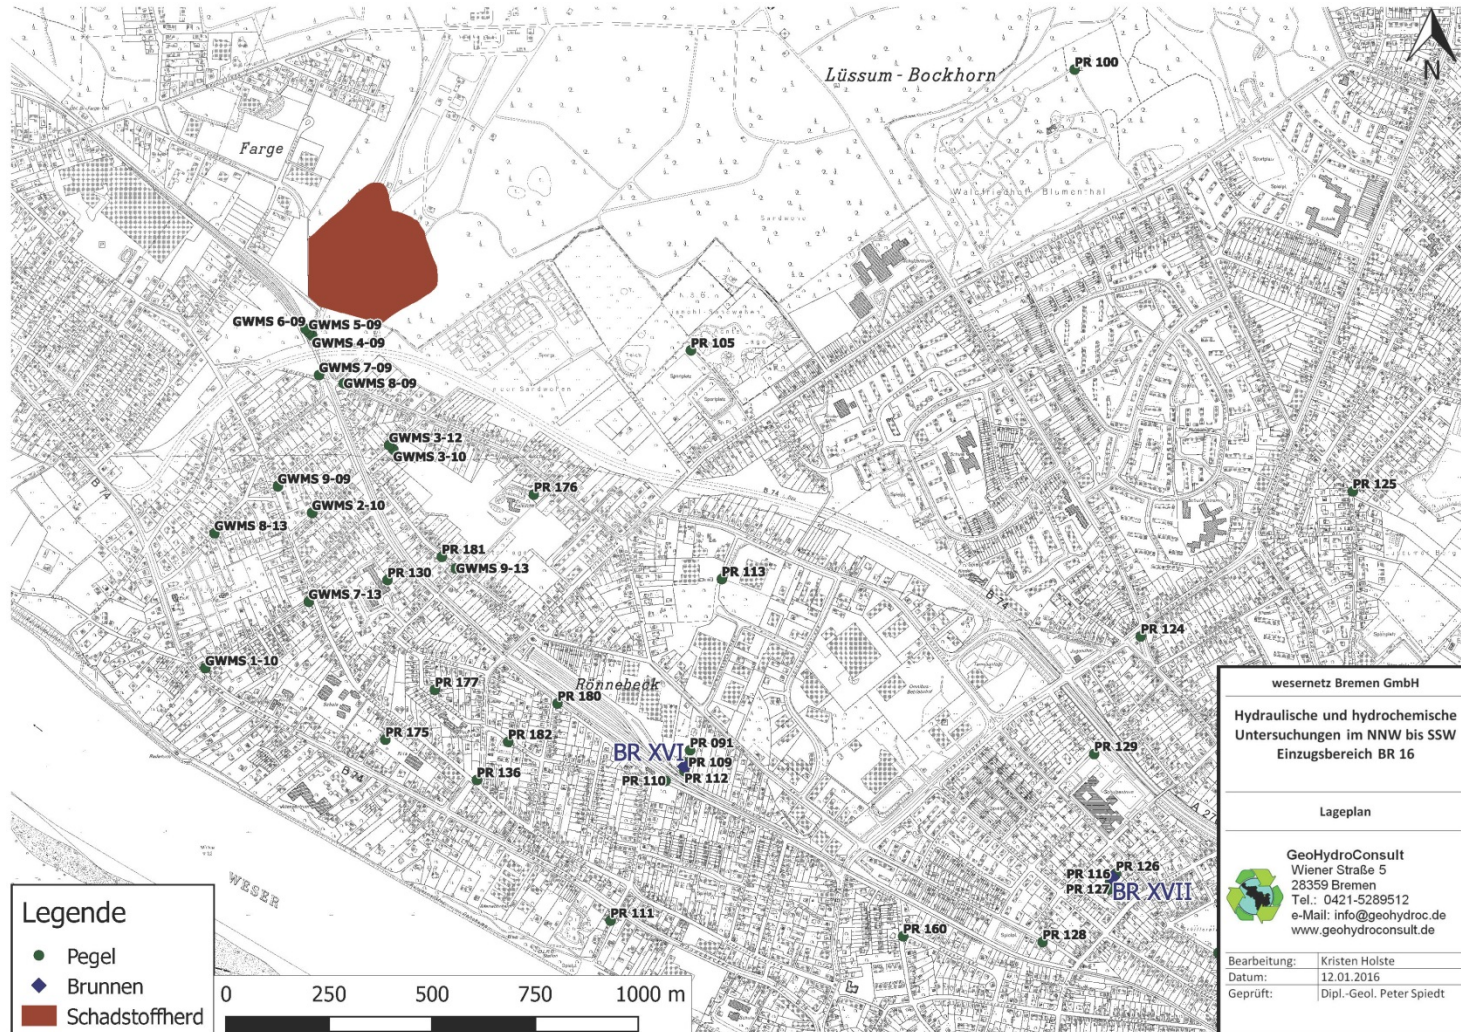 Lüssum-Bockhorn
PR 100
N
Farge
Waldfriedhof Blumenthal
Sandwehe
GWMS 6-09
GWMS 5-09
GWMS 4-09
PR 105
GWMS 7-09
GWMS 8-09
GWMS 3-12
GWMS 3-10
B 74
GWMS 9-09
PR 176
PR 125
GWMS 2-10
GWMS 8-13
PR 181
GWMS 9-13
PR 130
PR 113
B 74
GWMS 7-13
PR 124
GWMS 1-10
Rönnebeck
PR 177
PR 180
PR 175
PR 182
BR XVI
PR 091
PR 109
PR 112
PR 110
PR 129
B 74
PR 136
A 27
WESER
PR 126
PR 116
PR 127
BR XVII
PR 111
PR 160
PR 128
Legende
Pegel
Brunnen
Schadstoffherd
0 250 500 750 1000 m
wesernetz Bremen GmbH
Hydraulische und hydrochemische
Untersuchungen im NNW bis SSW
Einzugsbereich BR 16
Lageplan
GeoHydroConsult
Wiener Straße 5
28359 Bremen
Tel.: 0421-5289512
e-Mail: info@geohydroc.de
www.geohydroconsult.de
Bearbeitung: Kristen Holste
Datum: 12.01.2016
Geprüft: Dipl.-Geol. Peter Spiedt